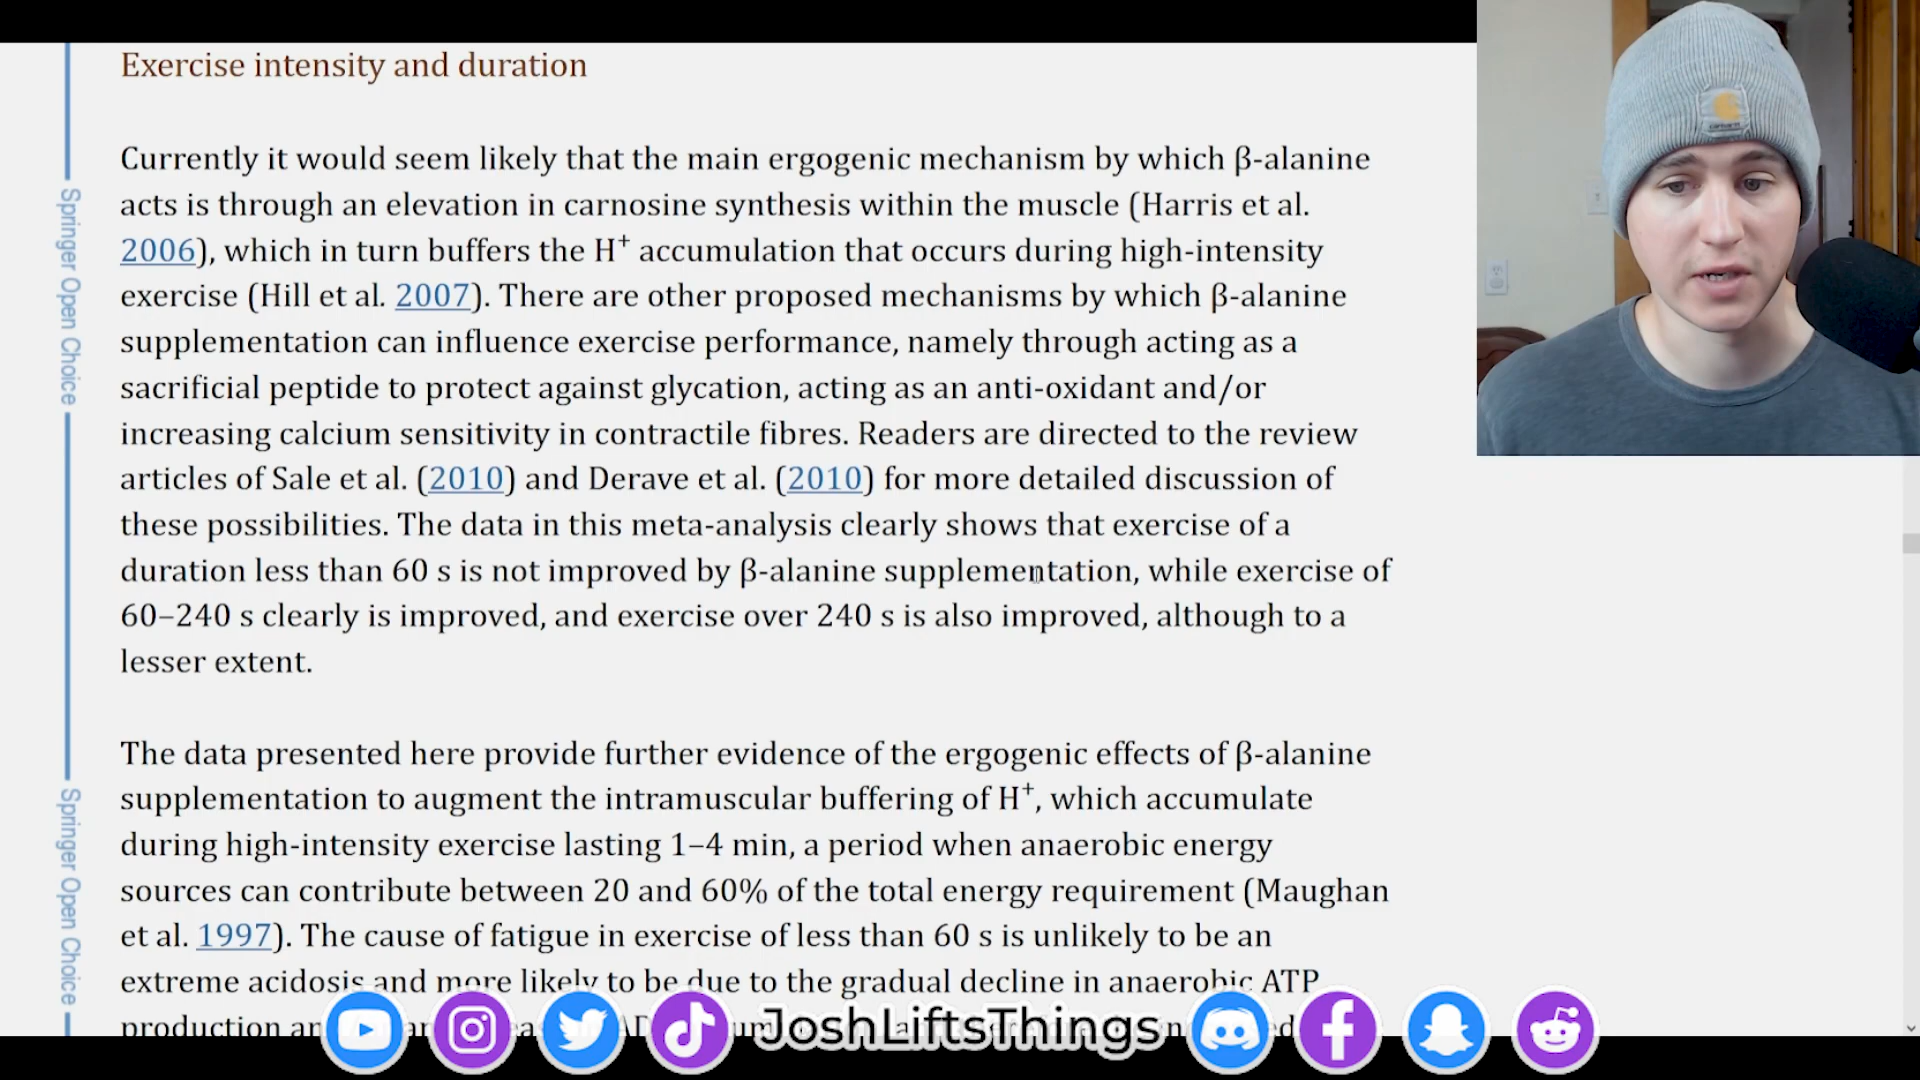 Exercise intensity and duration
Currently it would seem likely that the main ergogenic mechanism by which β-alanine
acts is through an elevation in carnosine synthesis within the muscle (Harris et al.
2006), which in turn buffers the H⁺ accumulation that occurs during high-intensity
exercise (Hill et al. 2007). There are other proposed mechanisms by which β-alanine
supplementation can influence exercise performance, namely through acting as a
sacrificial peptide to protect against glycation, acting as an anti-oxidant and/or
increasing calcium sensitivity in contractile fibres. Readers are directed to the review
articles of Sale et al. (2010) and Derave et al. (2010) for more detailed discussion of
these possibilities. The data in this meta-analysis clearly shows that exercise of a
duration less than 60 s is not improved by β-alanine supplementation, while exercise of
60–240 s clearly is improved, and exercise over 240 s is also improved, although to a
lesser extent.
The data presented here provide further evidence of the ergogenic effects of β-alanine
supplementation to augment the intramuscular buffering of H⁺, which accumulate
during high-intensity exercise lasting 1–4 min, a period when anaerobic energy
sources can contribute between 20 and 60% of the total energy requirement (Maughan
et al. 1997). The cause of fatigue in exercise of less than 60 s is unlikely to be an
extreme acidosis and more likely to be due to the gradual decline in anaerobic ATP
production
JoshLiftsThings
Springer Open Choice
Springer Open Choice
carhartt